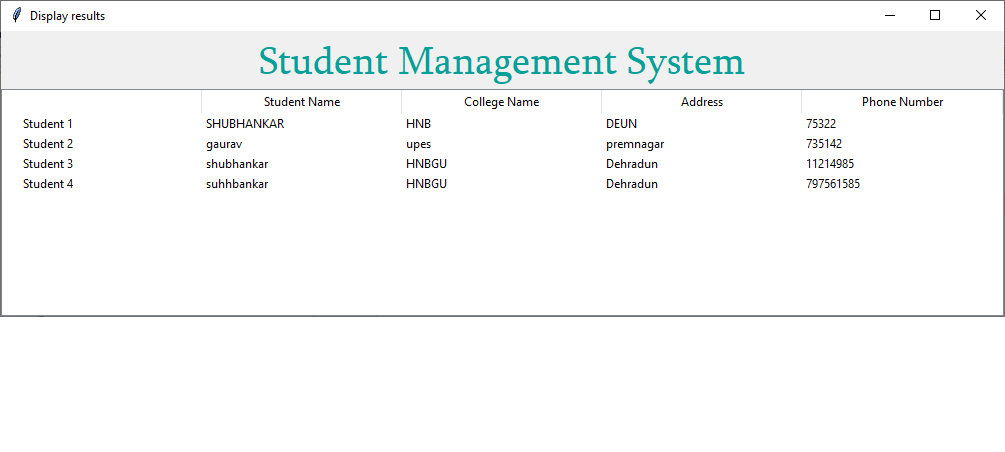 Display results
Student Management System
Student Name College Name Address Phone Number
Student 1 SHUBHANKAR HNB DEUN 75322
Student 2 gaurav upes premnagar 735142
Student 3 shubhankar HNBGU Dehradun 11214985
Student 4 suhhbankar HNBGU Dehradun 797561585